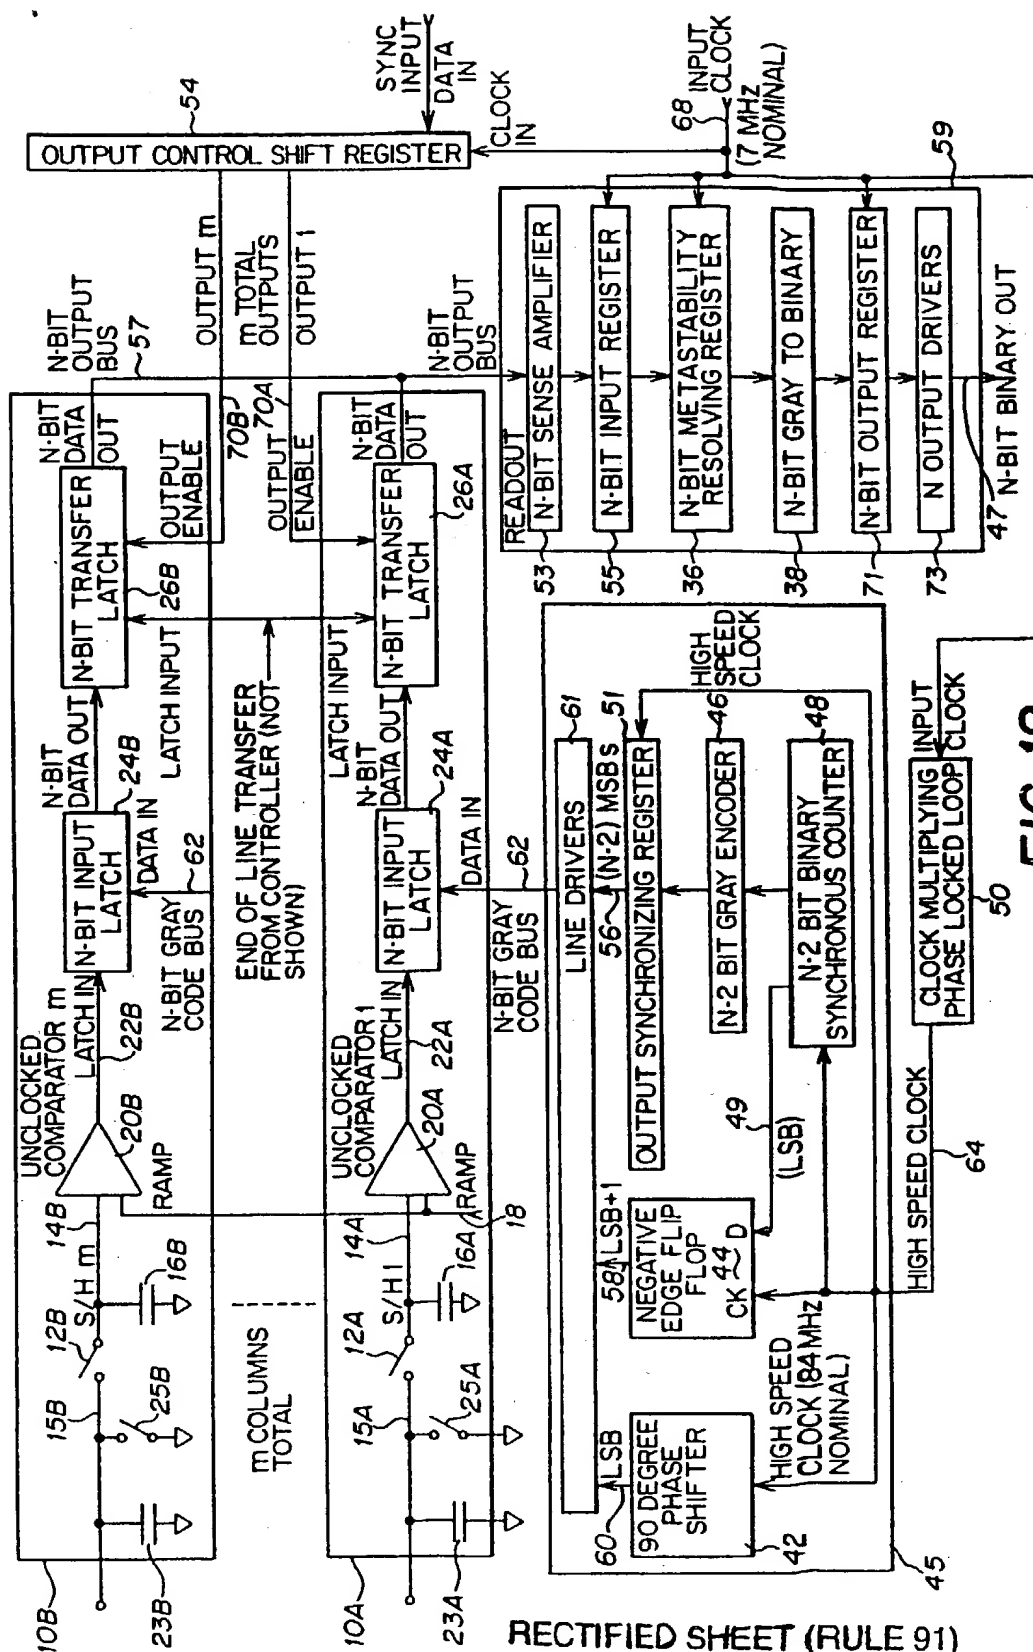 10B
23B
15B
25B
12B
S/H m
16B
14B
UNCLOCKED
COMPARATOR m
20B
RAMP
LATCH IN
22B
N-BIT INPUT
LATCH
24B
DATA IN
62
N-BIT GRAY
CODE BUS
N-BIT
DATA OUT
N-BIT TRANSFER
LATCH
26B
LATCH INPUT
OUTPUT
ENABLE
N-BIT
DATA
OUT
N-BIT
OUTPUT
BUS
57
m COLUMNS
TOTAL
END OF LINE TRANSFER
FROM CONTROLLER (NOT
SHOWN)
10A
23A
15A
25A
12A
S/H 1
16A
14A
UNCLOCKED
COMPARATOR 1
20A
RAMP
18
LATCH IN
22A
N-BIT INPUT
LATCH
24A
DATA IN
62
N-BIT GRAY
CODE BUS
N-BIT
DATA OUT
N-BIT TRANSFER
LATCH
26A
LATCH INPUT
OUTPUT
ENABLE
N-BIT
DATA
OUT
N-BIT
OUTPUT
BUS
70B
70A
OUTPUT m
m TOTAL
OUTPUTS
OUTPUT 1
OUTPUT CONTROL SHIFT REGISTER
54
SYNC
INPUT
DATA
IN
CLOCK
IN
68
INPUT
CLOCK
(7 MHz
NOMINAL)
READOUT
59
53
N-BIT SENSE AMPLIFIER
55
N-BIT INPUT REGISTER
36
N-BIT METASTABILITY
RESOLVING REGISTER
38
N-BIT GRAY TO BINARY
71
N-BIT OUTPUT REGISTER
73
N OUTPUT DRIVERS
47
N-BIT BINARY OUT
45
LINE DRIVERS
61
60
LSB
90 DEGREE
PHASE
SHIFTER
42
58
LSB+1
NEGATIVE
EDGE FLIP
FLOP
44
CK
D
56
(N-2) MSBs
51
OUTPUT SYNCHRONIZING REGISTER
46
N-2 BIT GRAY ENCODER
48
N-2 BIT BINARY
SYNCHRONOUS COUNTER
49
(LSB)
HIGH
SPEED
CLOCK
HIGH SPEED
CLOCK (84 MHz
NOMINAL)
HIGH SPEED CLOCK
64
CLOCK MULTIPLYING
PHASE LOCKED LOOP
50
INPUT
CLOCK
RECTIFIED SHEET (RULE 91)